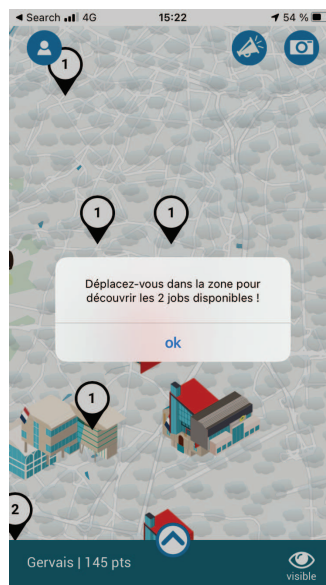 ◀ Search 4G 15:22 54 %
1
1 1
Déplacez-vous dans la zone pour
découvrir les 2 jobs disponibles !
ok
1
2
Gervais | 145 pts
visible